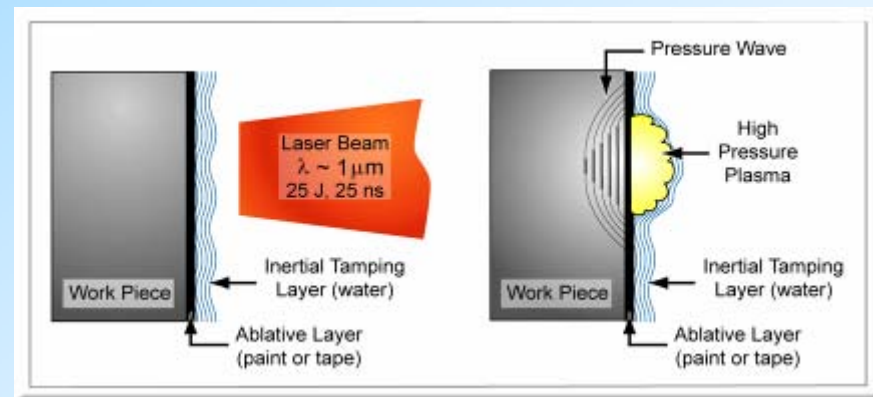 Laser Beam
λ ~ 1μm
25 J, 25 ns
Inertial Tamping
Layer (water)
Work Piece
Ablative Layer
(paint or tape)
Pressure Wave
High
Pressure
Plasma
Inertial Tamping
Layer (water)
Work Piece
Ablative Layer
(paint or tape)